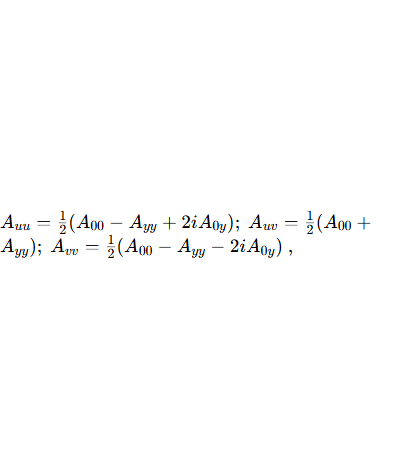 $A_{uu} = \frac{1}{2}(A_{00} - A_{yy} + 2iA_{0y});\ A_{uv} = \frac{1}{2}(A_{00} +$
$A_{yy});\ A_{vv} = \frac{1}{2}(A_{00} - A_{yy} - 2iA_{0y})\ ,$